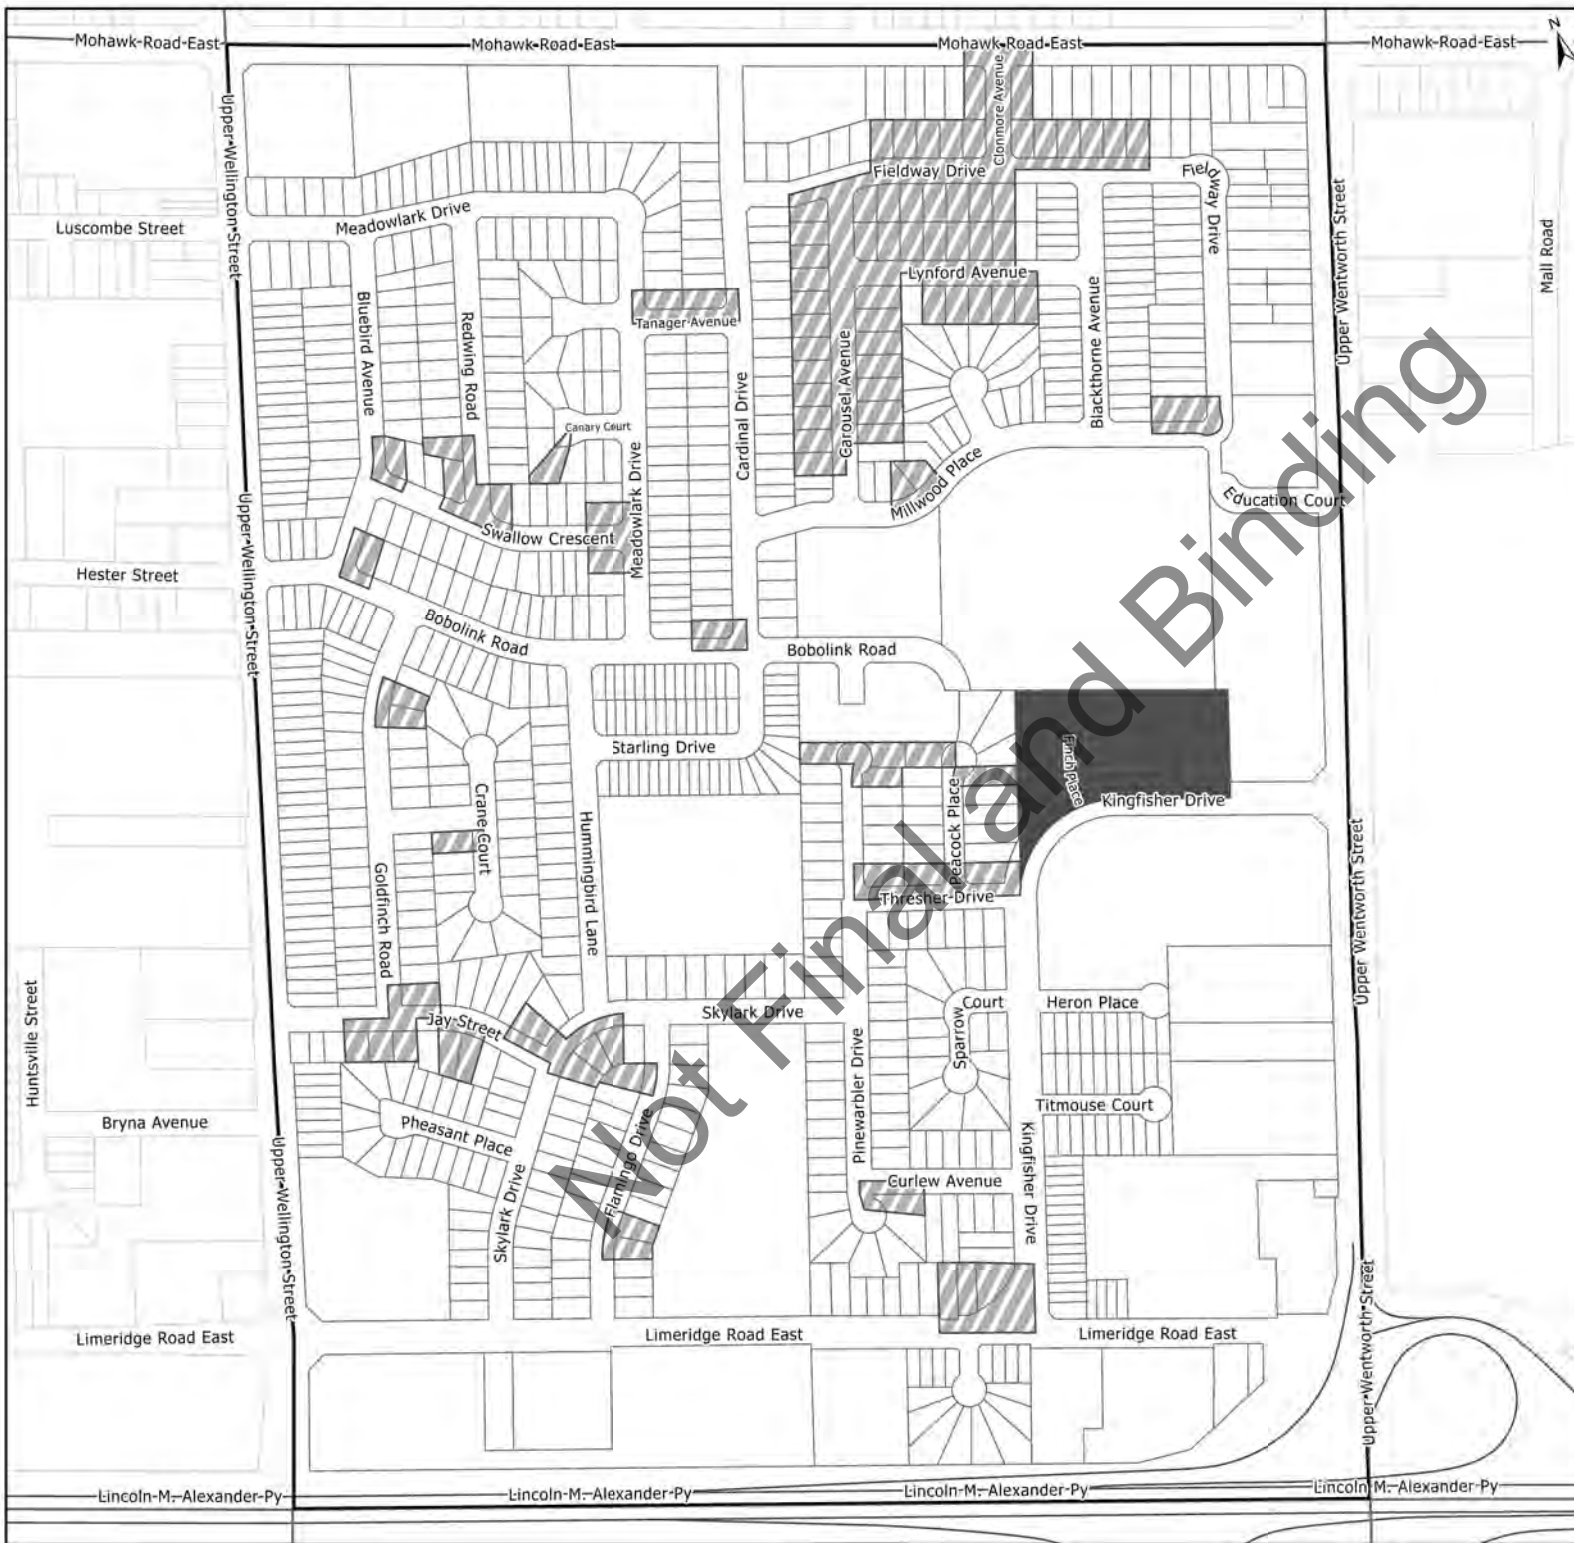 Mohawk-Road-East
Mohawk-Road-East
Mohawk-Road-East
Mohawk-Road-East
N
Clonmore Avenue
Upper-Wellington-Street
Fieldway Drive
Fieldway Drive
Meadowlark Drive
Luscombe Street
Upper Wentworth Street
Mall Road
Lynford Avenue
Bluebird Avenue
Redwing Road
Tanager-Avenue
Carousel Avenue
Blackthorne Avenue
Cardinal Drive
Canary Court
Meadowlark Drive
Millwood Place
Education Court
Swallow Crescent
Upper-Wellington-Street
Hester Street
Bobolink Road
Bobolink Road
Starling Drive
Finch Place
Kingfisher Drive
Peacock Place
Crane Court
Hummingbird Lane
Goldfinch Road
Thresher-Drive
Upper Wentworth Street
Huntsville Street
Jay-Street
Skylark Drive
Court
Sparrow
Heron Place
Pinewarbler Drive
Titmouse Court
Bryna Avenue
Pheasant Place
Flamingo Drive
Skylark Drive
Curlew Avenue
Kingfisher Drive
Upper-Wellington-Street
Upper-Wentworth-Street
Limeridge Road East
Limeridge Road East
Limeridge Road East
Lincoln-M.-Alexander-Py
Lincoln-M.-Alexander-Py
Lincoln-M.-Alexander-Py
Lincoln-M.-Alexander-Py
Not Final and Binding